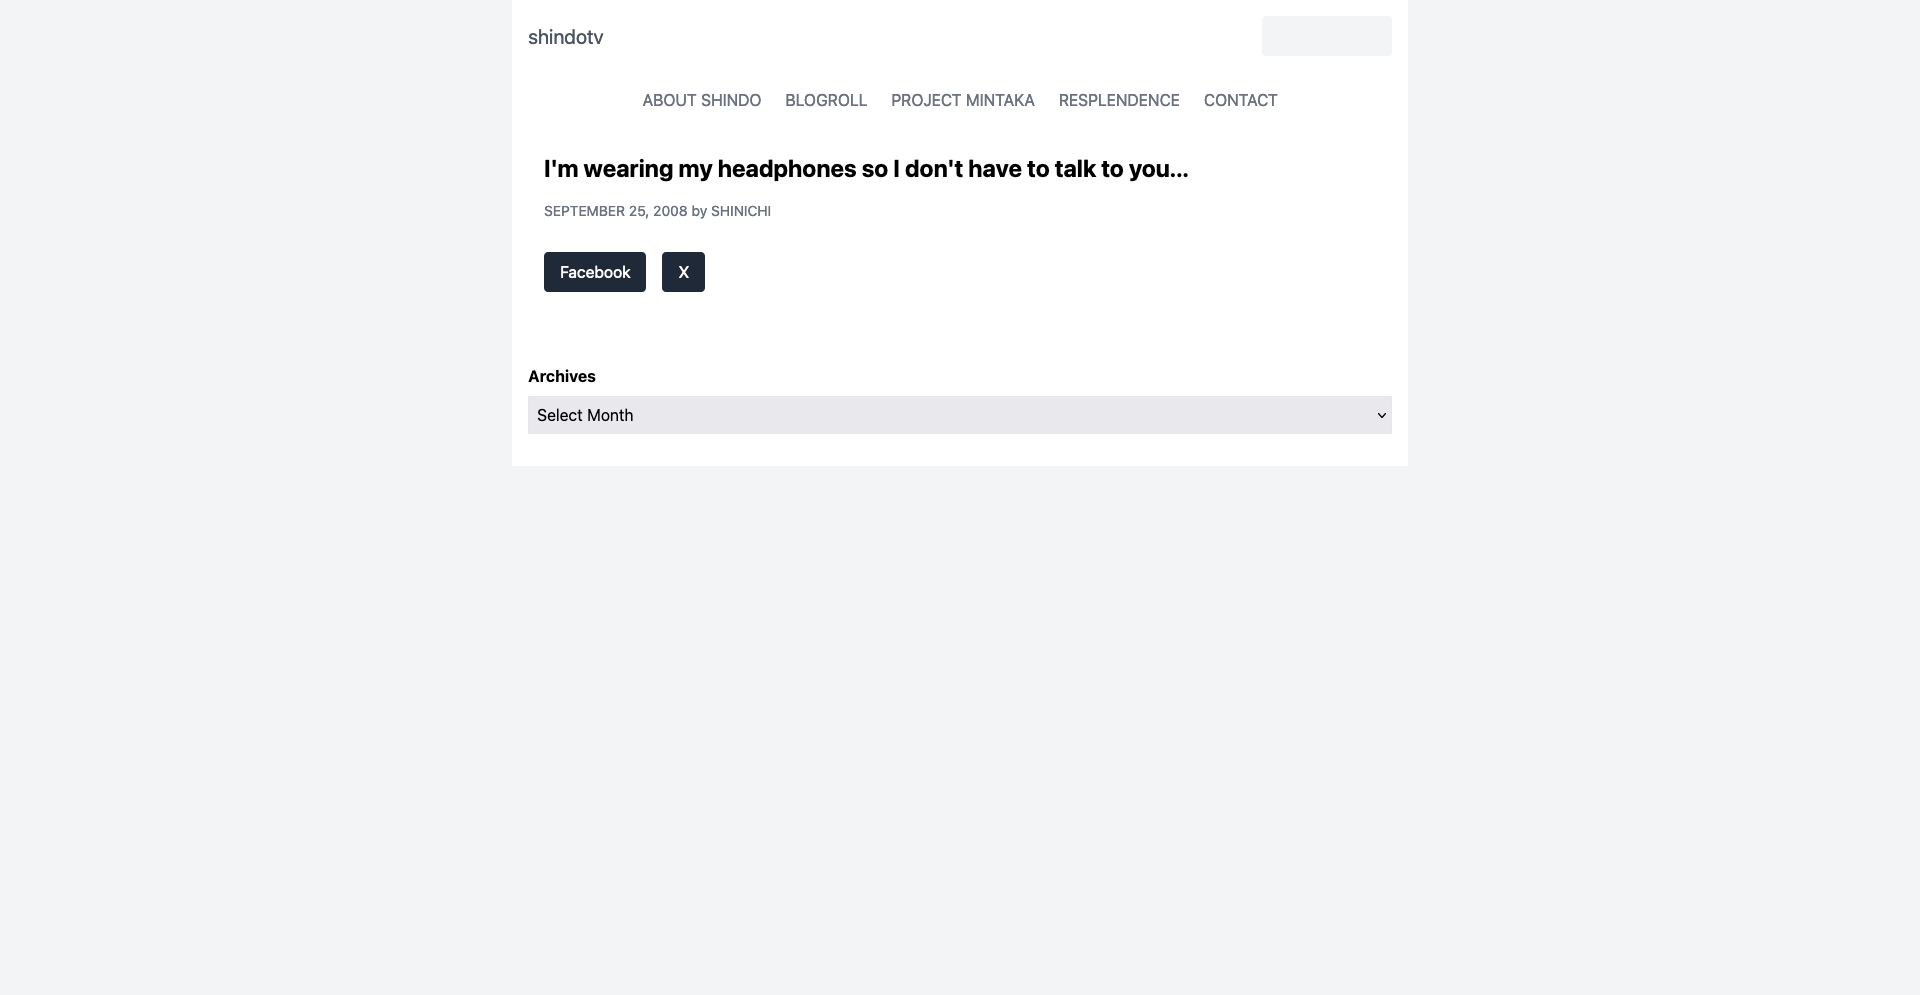 shindotv
ABOUT SHINDO BLOGROLL PROJECT MINTAKA RESPLENDENCE CONTACT
I'm wearing my headphones so I don't have to talk to you...
SEPTEMBER 25, 2008 by SHINICHI
Facebook X
Archives
Select Month